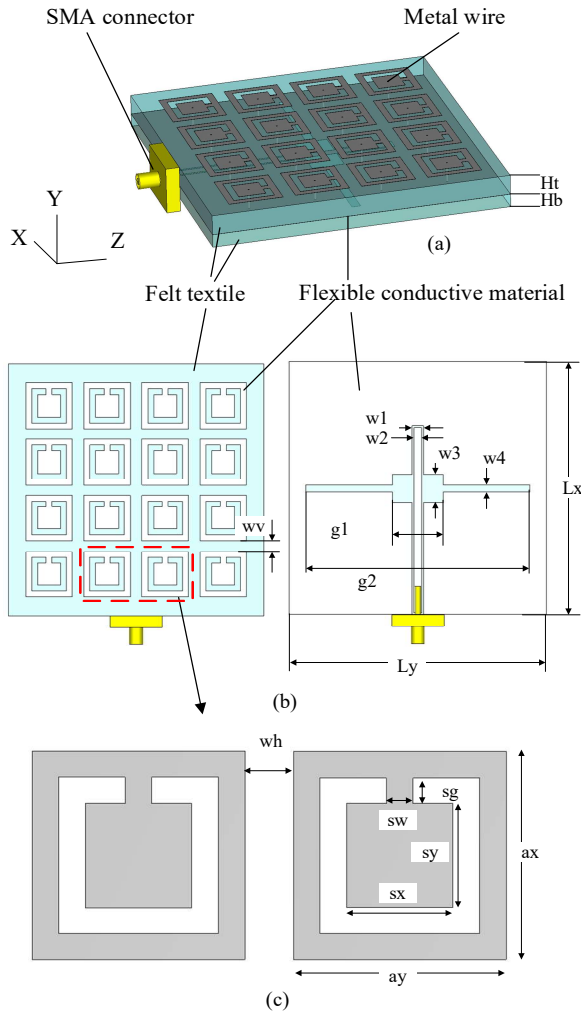 SMA connector
Metal wire
Ht
Hb
Y
X
Z
(a)
Felt textile
Flexible conductive material
w1
w2
w3
w4
wv
g1
g2
Lx
Ly
(b)
wh
sg
sw
sy
sx
ax
ay
(c)